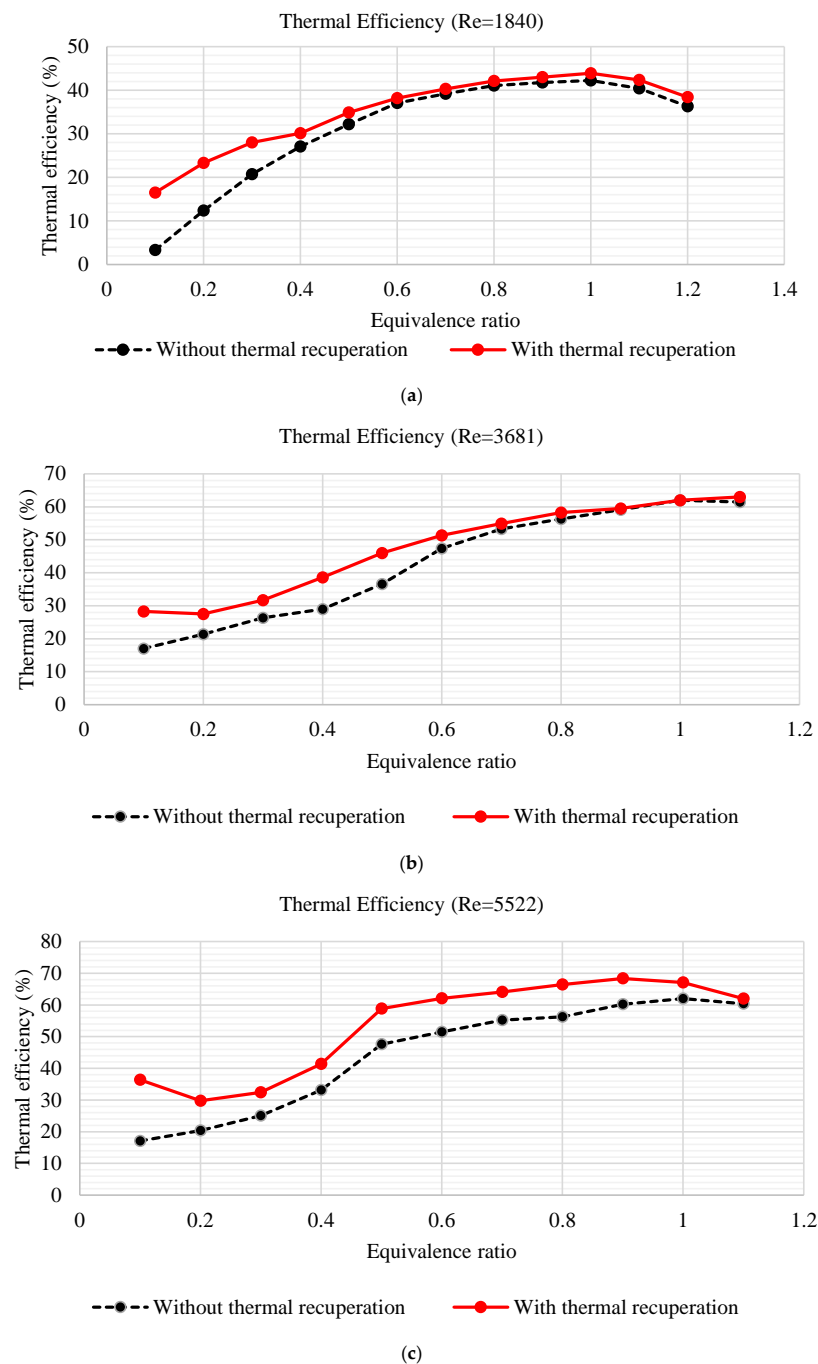 Thermal Efficiency (Re=1840)
Thermal efficiency (%)
50
40
30
20
10
0
0 0.2 0.4 0.6 0.8 1 1.2 1.4
Equivalence ratio
Without thermal recuperation With thermal recuperation
(a)
Thermal Efficiency (Re=3681)
Thermal efficiency (%)
70
60
50
40
30
20
10
0
0 0.2 0.4 0.6 0.8 1 1.2
Equivalence ratio
Without thermal recuperation With thermal recuperation
(b)
Thermal Efficiency (Re=5522)
Thermal efficiency (%)
80
70
60
50
40
30
20
10
0
0 0.2 0.4 0.6 0.8 1 1.2
Equivalence ratio
Without thermal recuperation With thermal recuperation
(c)